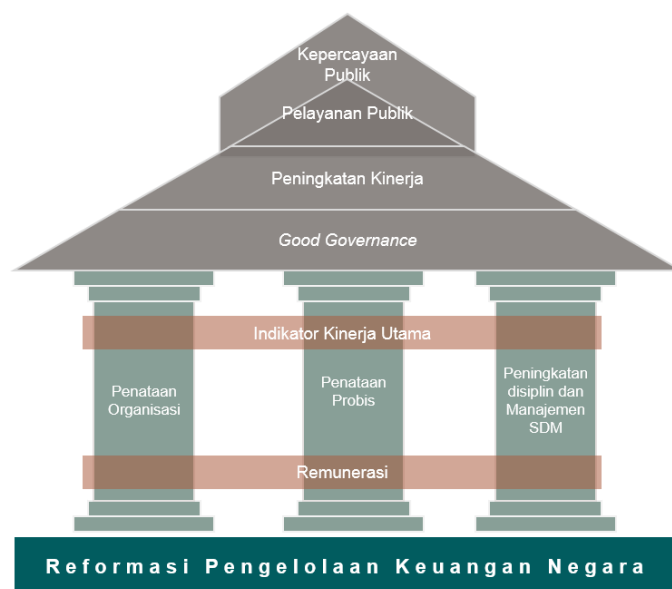 Kepercayaan
Publik
Pelayanan Publik
Peningkatan Kinerja
Good Governance
Indikator Kinerja Utama
Penataan
Organisasi
Penataan
Probis
Peningkatan
disiplin dan
Manajemen
SDM
Remunerasi
Reformasi Pengelolaan Keuangan Negara